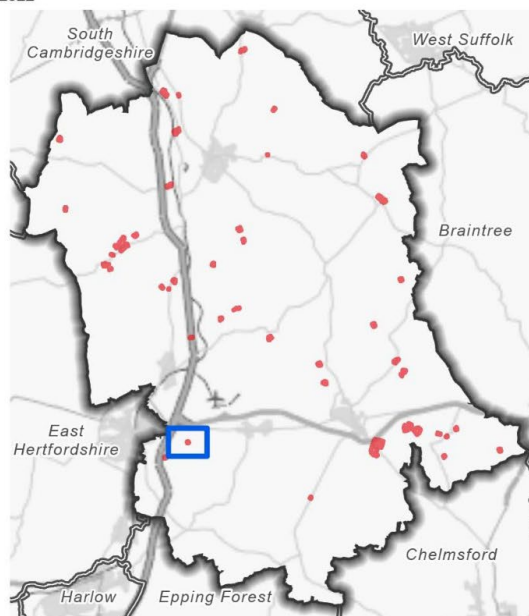 South
Cambridgeshire
West Suffolk
Braintree
East
Hertfordshire
Chelmsford
Harlow
Epping Forest